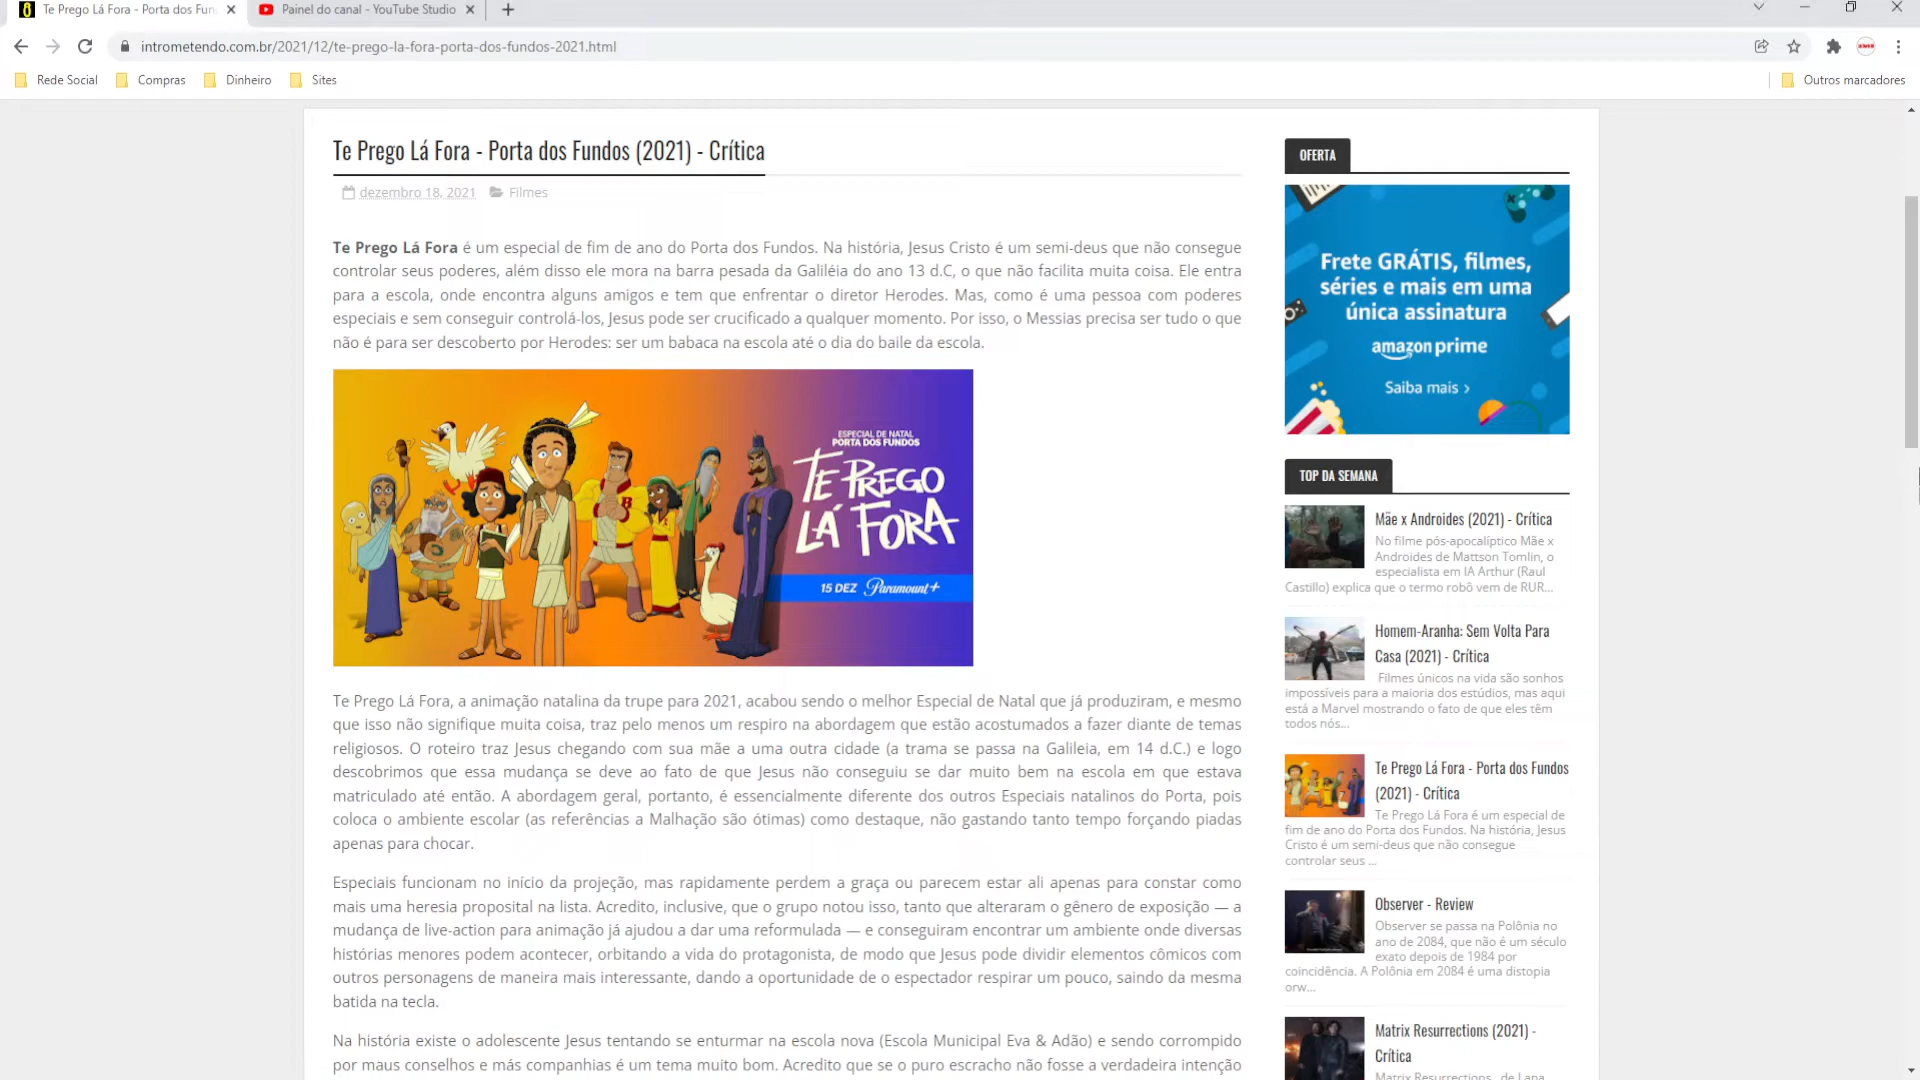 Te Prego Lá Fora - Porta dos Fun
Painel do canal - YouTube Studio
intrometendo.com.br/2021/12/te-prego-la-fora-porta-dos-fundos-2021.html
Rede Social
Compras
Dinheiro
Sites
Outros marcadores
Te Prego Lá Fora - Porta dos Fundos (2021) - Crítica
dezembro 18, 2021
Filmes
Te Prego Lá Fora é um especial de fim de ano do Porta dos Fundos. Na história, Jesus Cristo é um semi-deus que não consegue
controlar seus poderes, além disso ele mora na barra pesada da Galiléia do ano 13 d.C, o que não facilita muita coisa. Ele entra
para a escola, onde encontra alguns amigos e tem que enfrentar o diretor Herodes. Mas, como é uma pessoa com poderes
especiais e sem conseguir controlá-los, Jesus pode ser crucificado a qualquer momento. Por isso, o Messias precisa ser tudo o que
não é para ser descoberto por Herodes: ser um babaca na escola até o dia do baile da escola.
ESPECIAL DE NATAL
PORTA DOS FUNDOS
TE PREGO
LÁ FORA
15 DEZ Paramount+
Te Prego Lá Fora, a animação natalina da trupe para 2021, acabou sendo o melhor Especial de Natal que já produziram, e mesmo
que isso não signifique muita coisa, traz pelo menos um respiro na abordagem que estão acostumados a fazer diante de temas
religiosos. O roteiro traz Jesus chegando com sua mãe a uma outra cidade (a trama se passa na Galileia, em 14 d.C.) e logo
descobrimos que essa mudança se deve ao fato de que Jesus não conseguiu se dar muito bem na escola em que estava
matriculado até então. A abordagem geral, portanto, é essencialmente diferente dos outros Especiais natalinos do Porta, pois
coloca o ambiente escolar (as referências a Malhação são ótimas) como destaque, não gastando tanto tempo forçando piadas
apenas para chocar.
Especiais funcionam no início da projeção, mas rapidamente perdem a graça ou parecem estar ali apenas para constar como
mais uma heresia proposital na lista. Acredito, inclusive, que o grupo notou isso, tanto que alteraram o gênero de exposição — a
mudança de live-action para animação já ajudou a dar uma reformulada — e conseguiram encontrar um ambiente onde diversas
histórias menores podem acontecer, orbitando a vida do protagonista, de modo que Jesus pode dividir elementos cômicos com
outros personagens de maneira mais interessante, dando a oportunidade de o espectador respirar um pouco, saindo da mesma
batida na tecla.
Na história existe o adolescente Jesus tentando se enturmar na escola nova (Escola Municipal Eva & Adão) e sendo corrompido
por maus conselhos e más companhias é um tema muito bom. Acredito que se o puro escracho não fosse a verdadeira intenção
OFERTA
Frete GRÁTIS, filmes,
séries e mais em uma
única assinatura
amazon prime
Saiba mais ›
TOP DA SEMANA
Mãe x Androides (2021) - Crítica
No filme pós-apocalíptico Mãe x
Androides de Mattson Tomlin, o
especialista em IA Arthur (Raul
Castillo) explica que o termo robô vem de RUR...
Homem-Aranha: Sem Volta Para
Casa (2021) - Crítica
Filmes únicos na vida são sonhos
impossíveis para a maioria dos estúdios, mas aqui
está a Marvel mostrando o fato de que eles têm
todos nós...
Te Prego Lá Fora - Porta dos Fundos
(2021) - Crítica
Te Prego Lá Fora é um especial de
fim de ano do Porta dos Fundos. Na história, Jesus
Cristo é um semi-deus que não consegue
controlar seus ...
Observer - Review
Observer se passa na Polônia no
ano de 2084, que não é um século
exato depois de 1984 por
coincidência. A Polônia em 2084 é uma distopia
orw...
Matrix Resurrections (2021) -
Crítica
Matrix Resurrections, de Lana